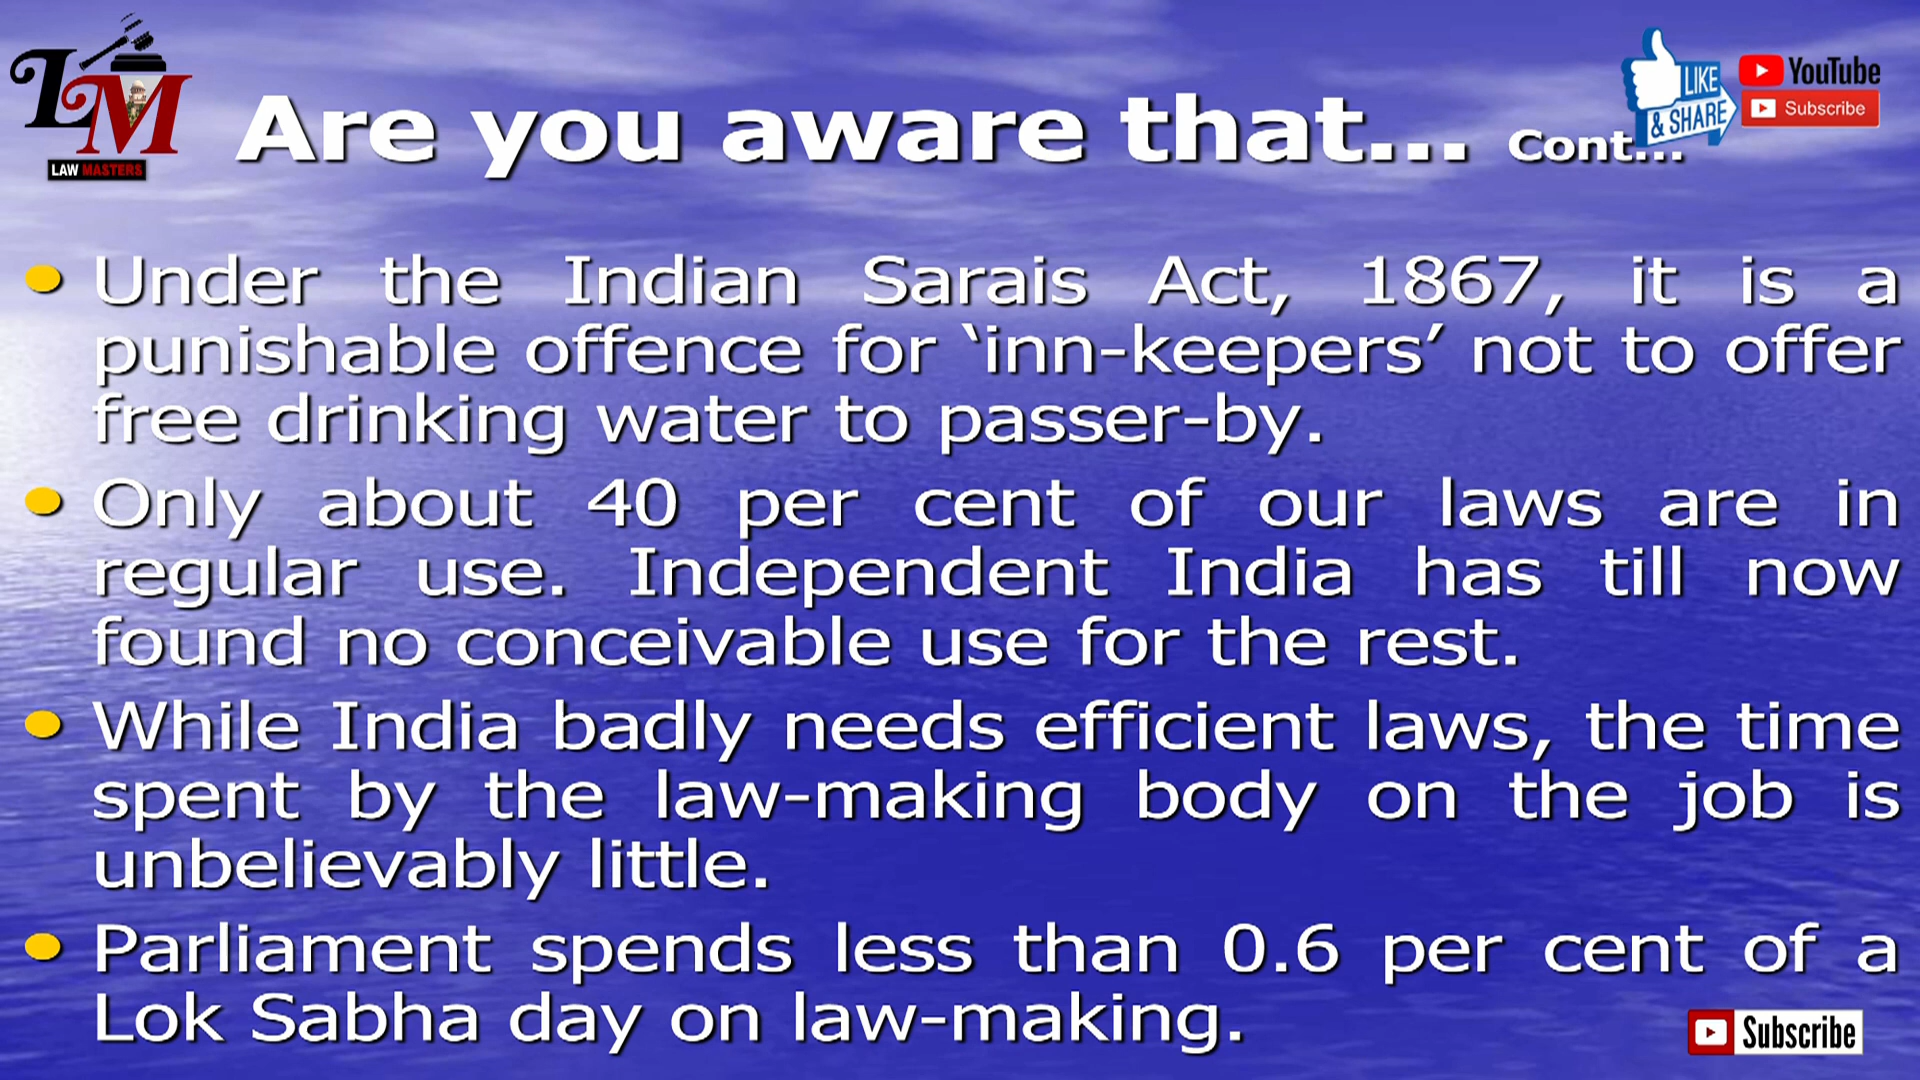 LM
LAW MASTERS
Are you aware that... Cont...
LIKE
& SHARE
YouTube
Subscribe
Under the Indian Sarais Act, 1867, it is a
punishable offence for ‘inn-keepers’ not to offer
free drinking water to passer-by.
Only about 40 per cent of our laws are in
regular use. Independent India has till now
found no conceivable use for the rest.
While India badly needs efficient laws, the time
spent by the law-making body on the job is
unbelievably little.
Parliament spends less than 0.6 per cent of a
Lok Sabha day on law-making.
Subscribe